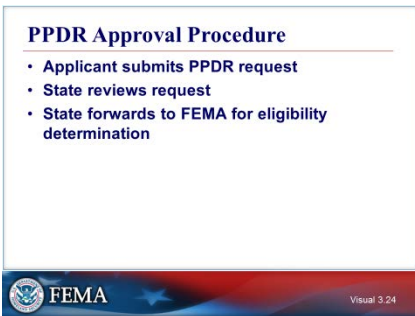 PPDR Approval Procedure
• Applicant submits PPDR request
• State reviews request
• State forwards to FEMA for eligibility
determination
FEMA
Visual 3.24